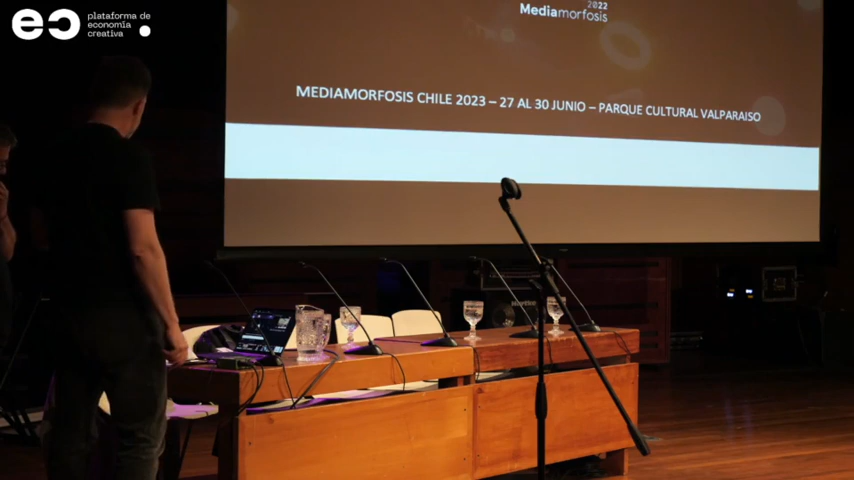 plataforma de
economía
creativa
2022
Mediamorfosis
MEDIAMORFOSIS CHILE 2023 – 27 AL 30 JUNIO – PARQUE CULTURAL VALPARAISO